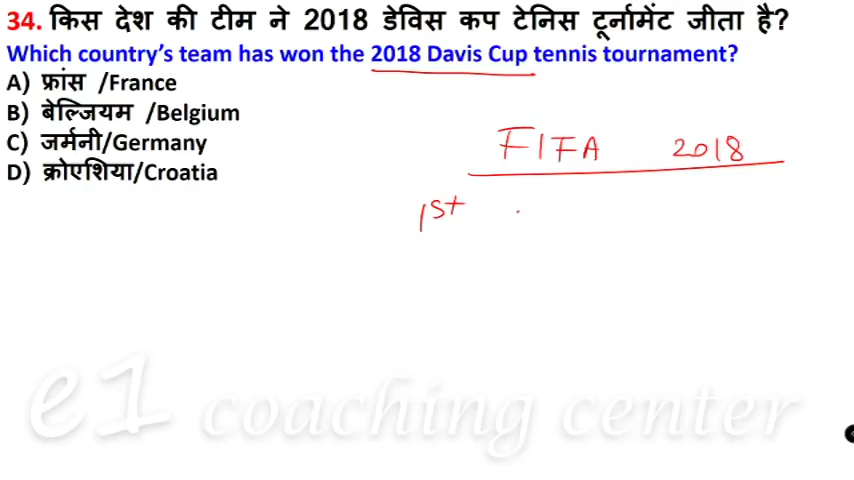 34. किस देश की टीम ने 2018 डेविस कप टेनिस टूर्नामेंट जीता है?
Which country's team has won the 2018 Davis Cup tennis tournament?
A) फ्रांस /France
B) बेल्जियम /Belgium
C) जर्मनी/Germany
D) क्रोएशिया/Croatia
FIFA 2018
1st
e1 coaching center